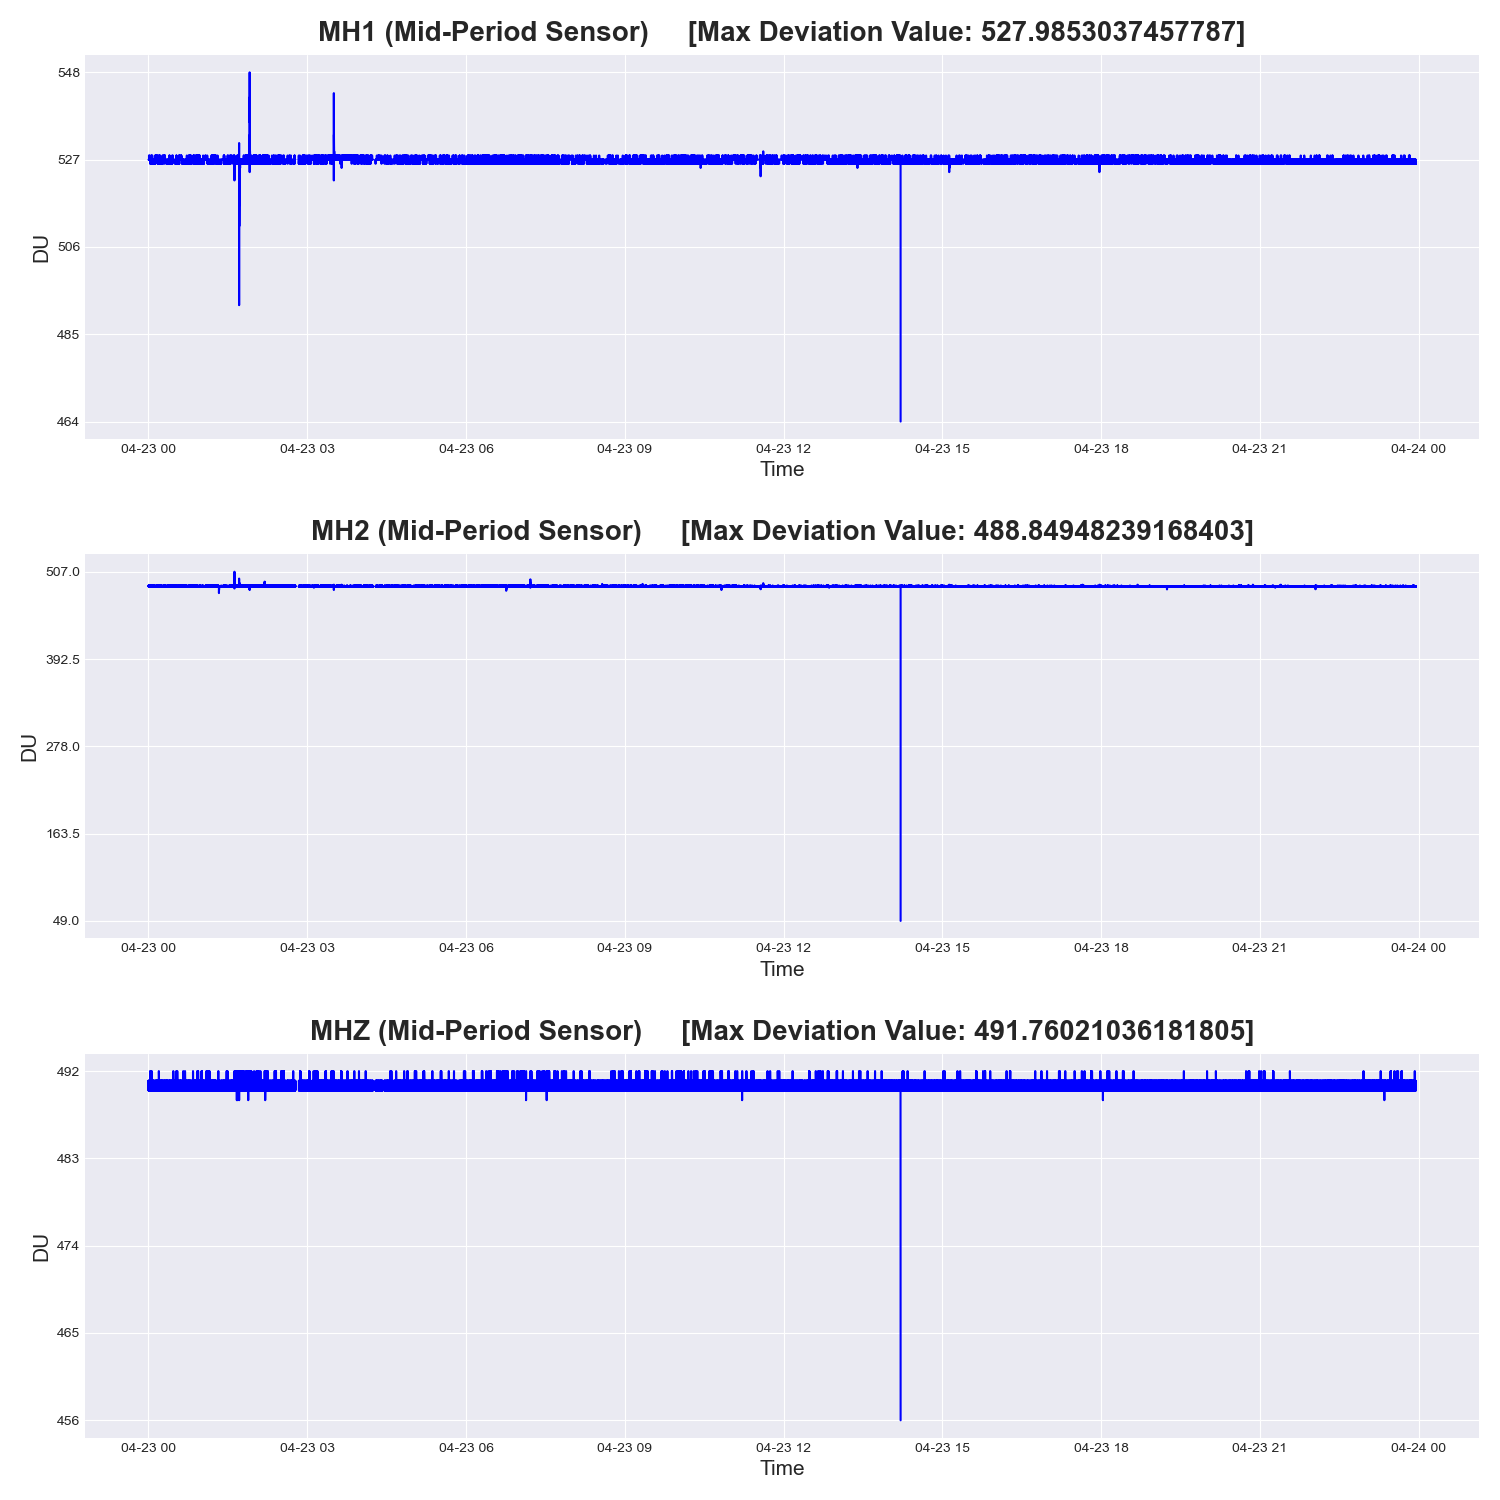 MH1 (Mid-Period Sensor) [Max Deviation Value: 527.9853037457787]
548
527
506
485
464
DU
04-23 00 04-23 03 04-23 06 04-23 09 04-23 12 04-23 15 04-23 18 04-23 21 04-24 00
Time
MH2 (Mid-Period Sensor) [Max Deviation Value: 488.84948239168403]
507.0
392.5
278.0
163.5
49.0
DU
04-23 00 04-23 03 04-23 06 04-23 09 04-23 12 04-23 15 04-23 18 04-23 21 04-24 00
Time
MHZ (Mid-Period Sensor) [Max Deviation Value: 491.76021036181805]
492
483
474
465
456
DU
04-23 00 04-23 03 04-23 06 04-23 09 04-23 12 04-23 15 04-23 18 04-23 21 04-24 00
Time